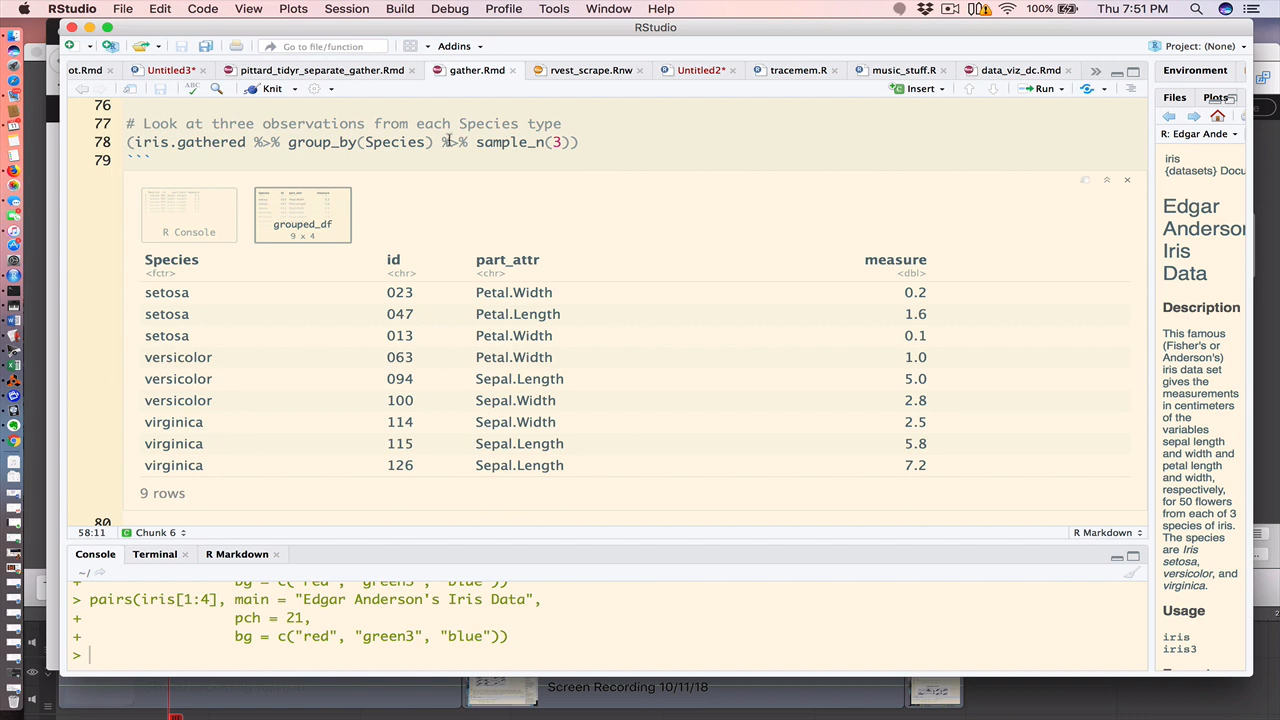 RStudio File Edit Code View Plots Session Build Debug Profile Tools Window Help 100% Thu 7:51 PM
RStudio
Go to file/function Addins Project: (None)
ot.Rmd Untitled3* pittard_tidyr_separate_gather.Rmd gather.Rmd rvest_scrape.Rnw Untitled2* tracemem.R music_stuff.R data_viz_dc.Rmd Environment
ABC Knit Insert Run Files Plots
76
77 # Look at three observations from each Species type
78 (iris.gathered %>% group_by(Species) %>% sample_n(3))
79 ```
R Console
grouped_df
9 x 4
Species id part_attr measure
<fctr> <chr> <chr> <dbl>
setosa 023 Petal.Width 0.2
setosa 047 Petal.Length 1.6
setosa 013 Petal.Width 0.1
versicolor 063 Petal.Width 1.0
versicolor 094 Sepal.Length 5.0
versicolor 100 Sepal.Width 2.8
virginica 114 Sepal.Width 2.5
virginica 115 Sepal.Length 5.8
virginica 126 Sepal.Length 7.2
9 rows
80
58:11 Chunk 6 R Markdown
Console Terminal R Markdown
~/
+ bg = c("red", "green3", "blue"))
> pairs(iris[1:4], main = "Edgar Anderson's Iris Data",
+ pch = 21,
+ bg = c("red", "green3", "blue"))
>
R: Edgar Ande
iris
{datasets} Docu
Edgar
Anderson
Iris
Data
Description
This famous
(Fisher's or
Anderson's)
iris data set
gives the
measurements
in centimeters
of the
variables
sepal length
and width and
petal length
and width,
respectively,
for 50 flowers
from each of 3
species of iris.
The species
are Iris
setosa,
versicolor, and
virginica.
Usage
iris
iris3
Screen Recording 10/11/18